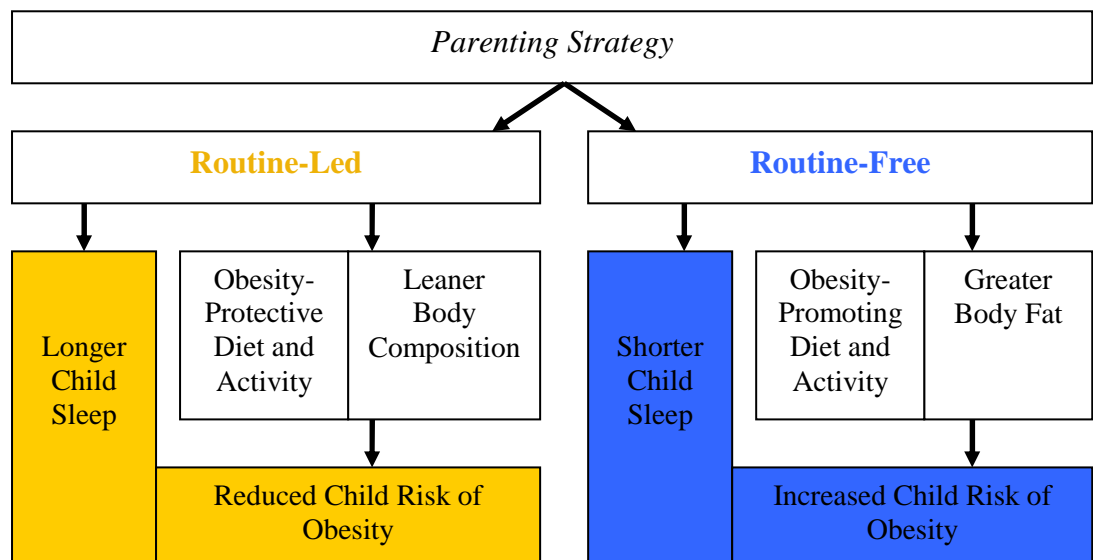 Parenting Strategy
Routine-Led
Routine-Free
Longer
Child
Sleep
Obesity-
Protective
Diet and
Activity
Leaner
Body
Composition
Reduced Child Risk of
Obesity
Shorter
Child
Sleep
Obesity-
Promoting
Diet and
Activity
Greater
Body Fat
Increased Child Risk of
Obesity